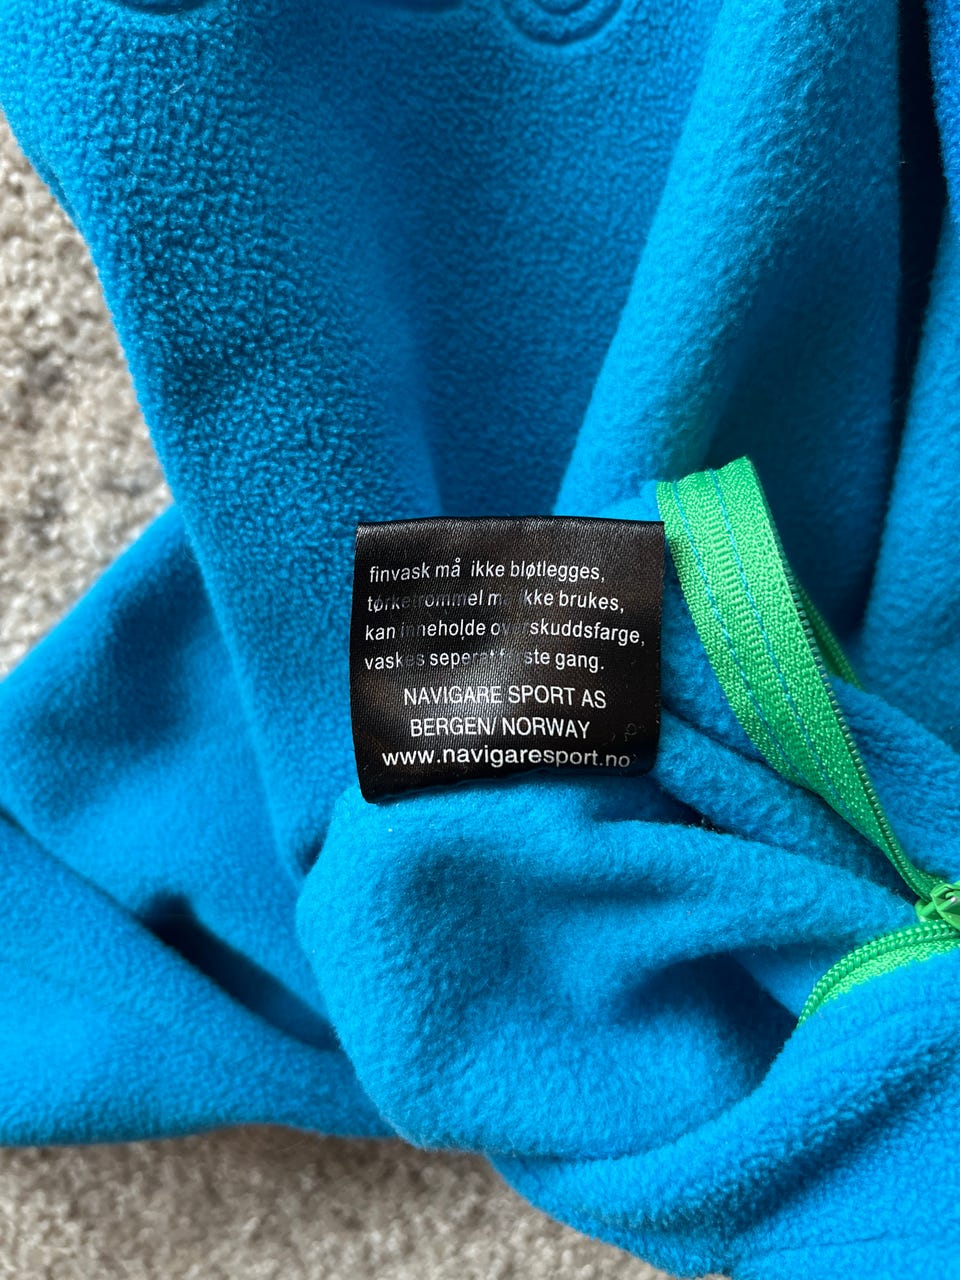 finvask må ikke bløtlegges,
tørketrommel må ikke brukes,
kan inneholde overskuddsfarge,
vaskes seperat første gang.
NAVIGARE SPORT AS
BERGEN/ NORWAY
www.navigaresport.no